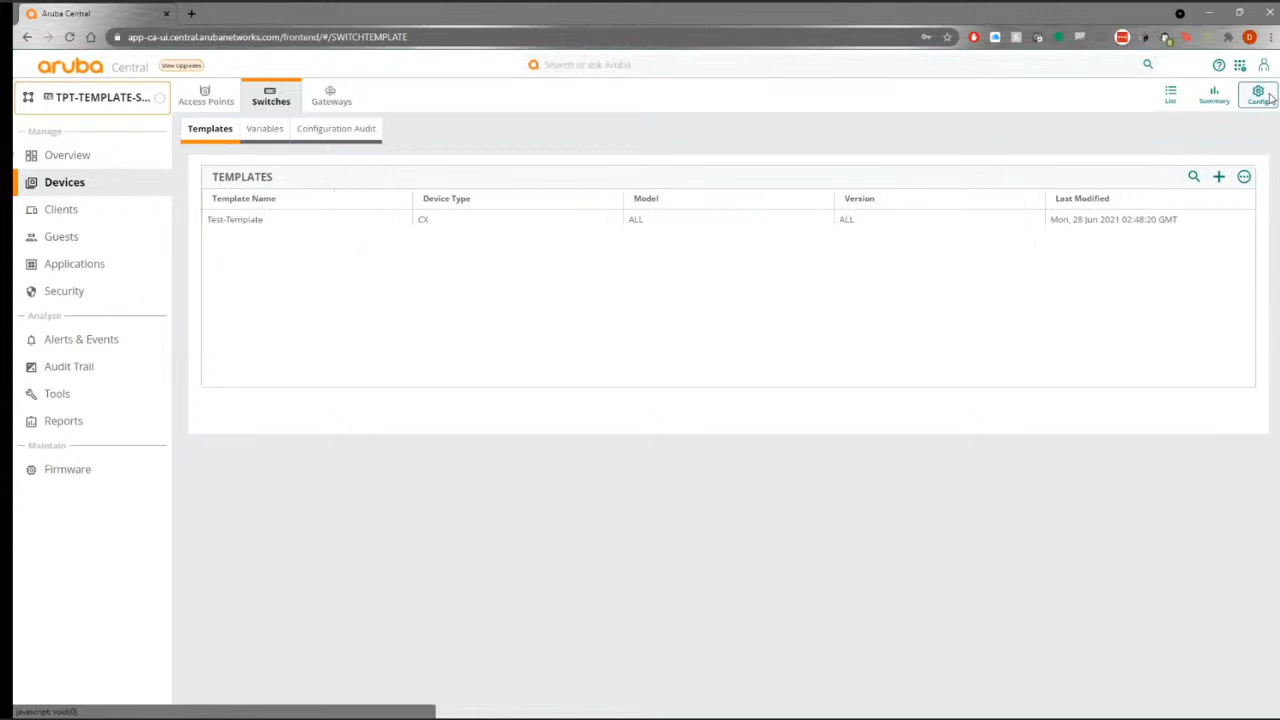 Aruba Central
app-ca-ui.central.arubanetworks.com/frontend/#/SWITCHTEMPLATE
aruba Central View Upgrades
Search or ask Aruba
TPT-TEMPLATE-S...
Access Points
Switches
Gateways
List
Summary
Config
Manage
Overview
Devices
Clients
Guests
Applications
Security
Analyze
Alerts & Events
Audit Trail
Tools
Reports
Maintain
Firmware
Templates Variables Configuration Audit
TEMPLATES
Template Name Device Type Model Version Last Modified
Test-Template CX ALL ALL Mon, 28 Jun 2021 02:48:20 GMT
javascript: void(0)